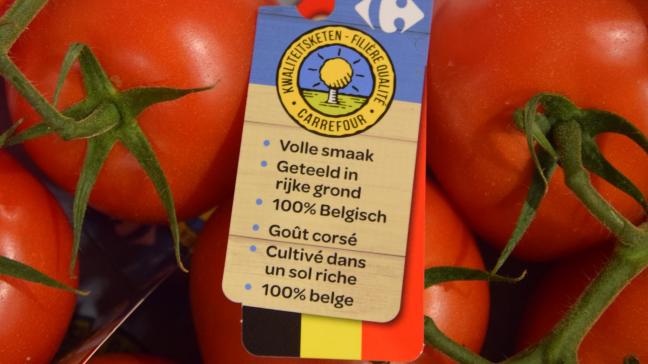 KWALITEITSKETEN - FILIÈRE QUALITÉ
• CARREFOUR •
• Volle smaak
• Geteeld in
rijke grond
• 100% Belgisch
• Goût corsé
• Cultivé dans
un sol riche
• 100% belge